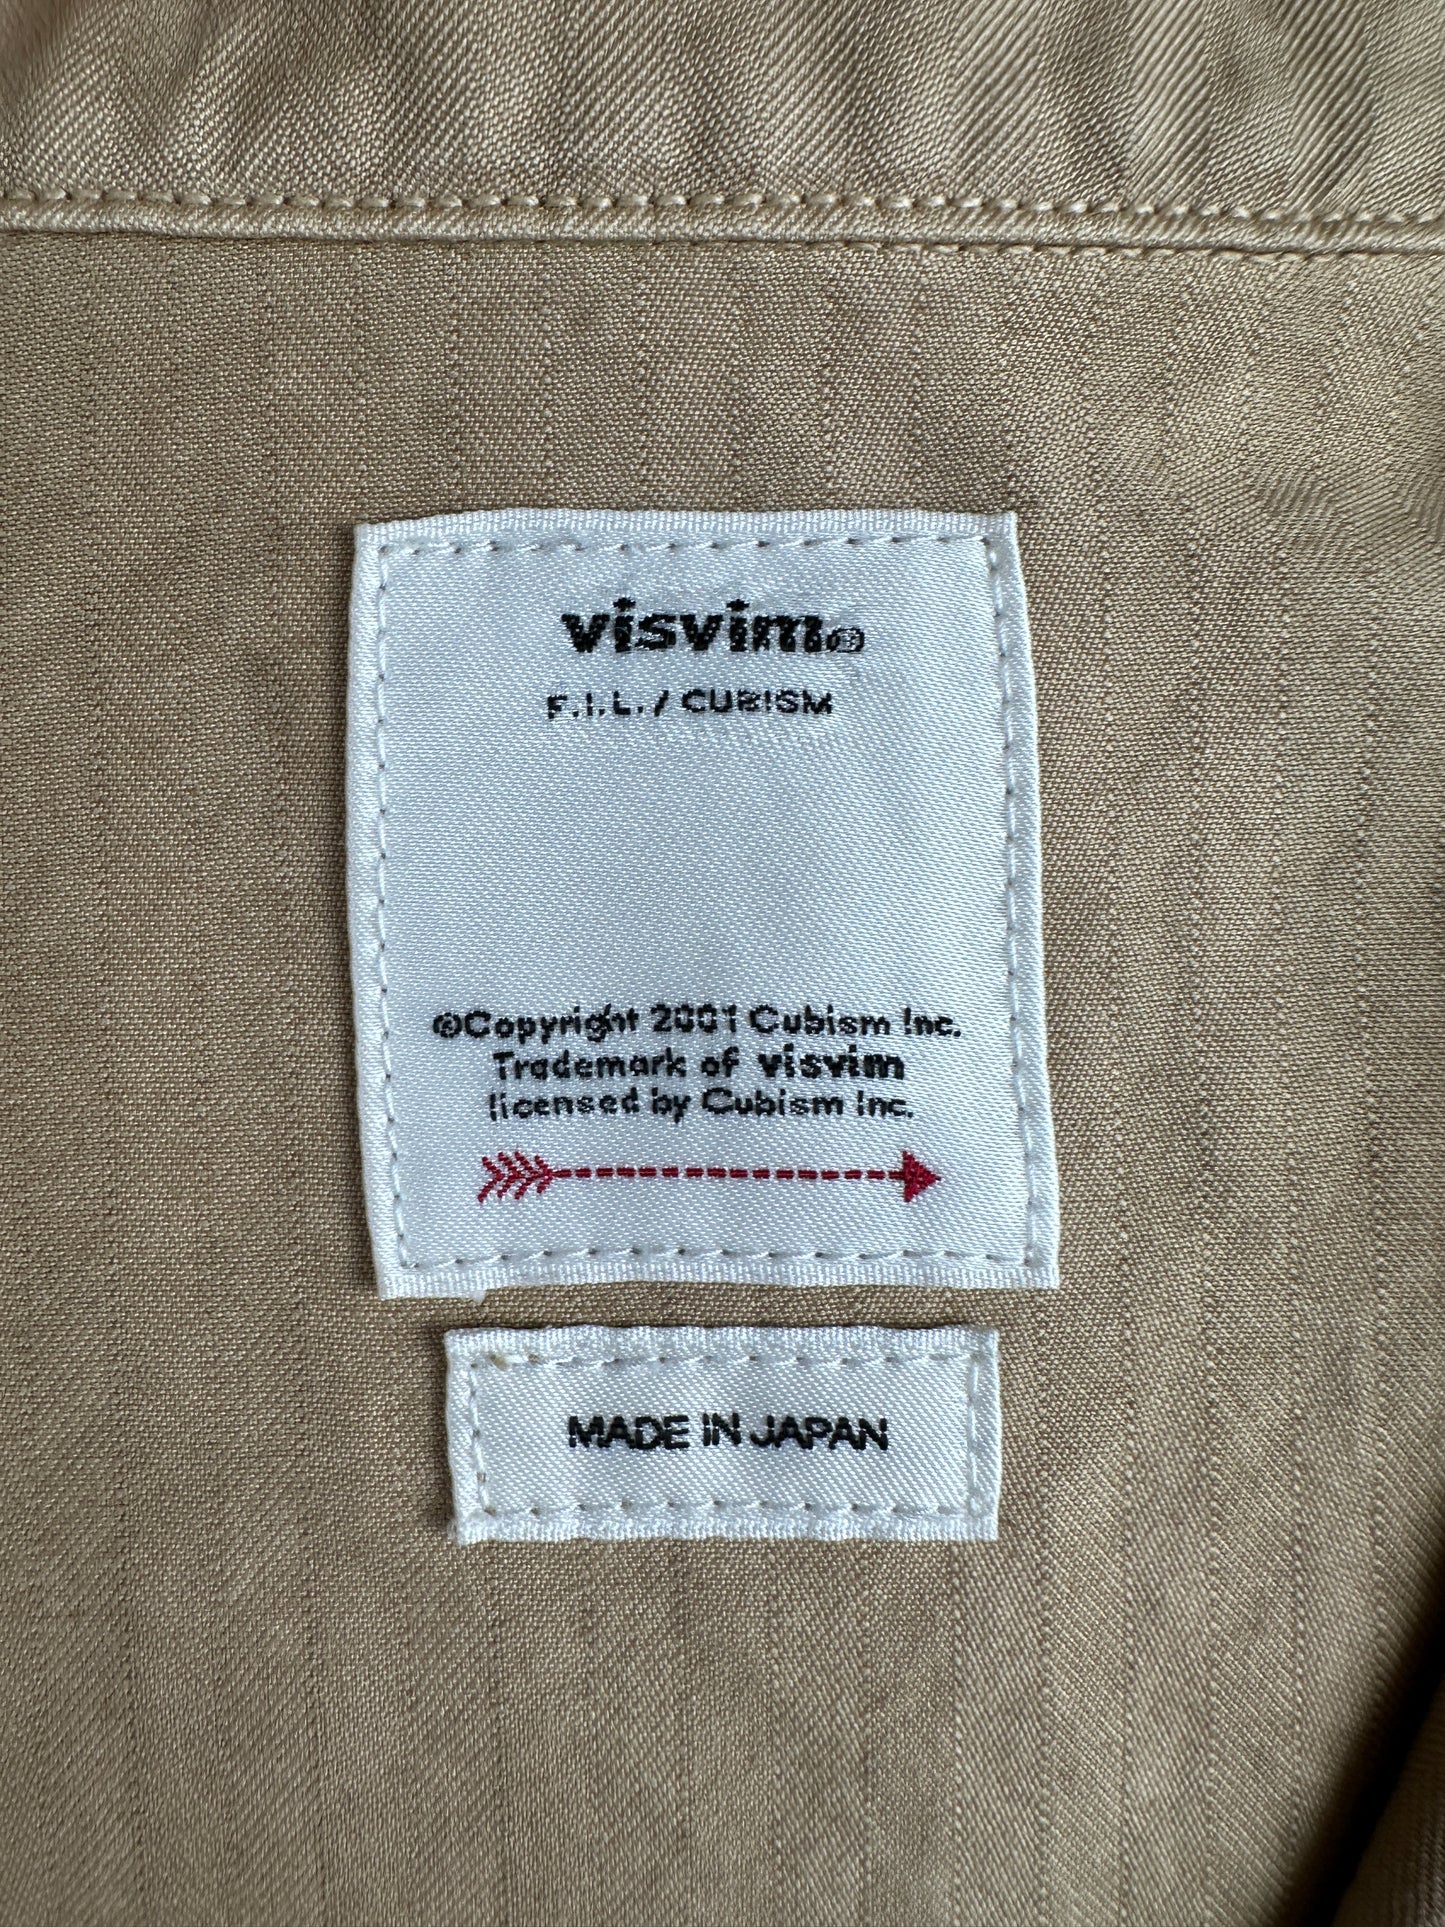 visvim®
F.I.L. / CUBISM
©Copyright 2001 Cubism Inc.
Trademark of visvim
licensed by Cubism Inc.
MADE IN JAPAN